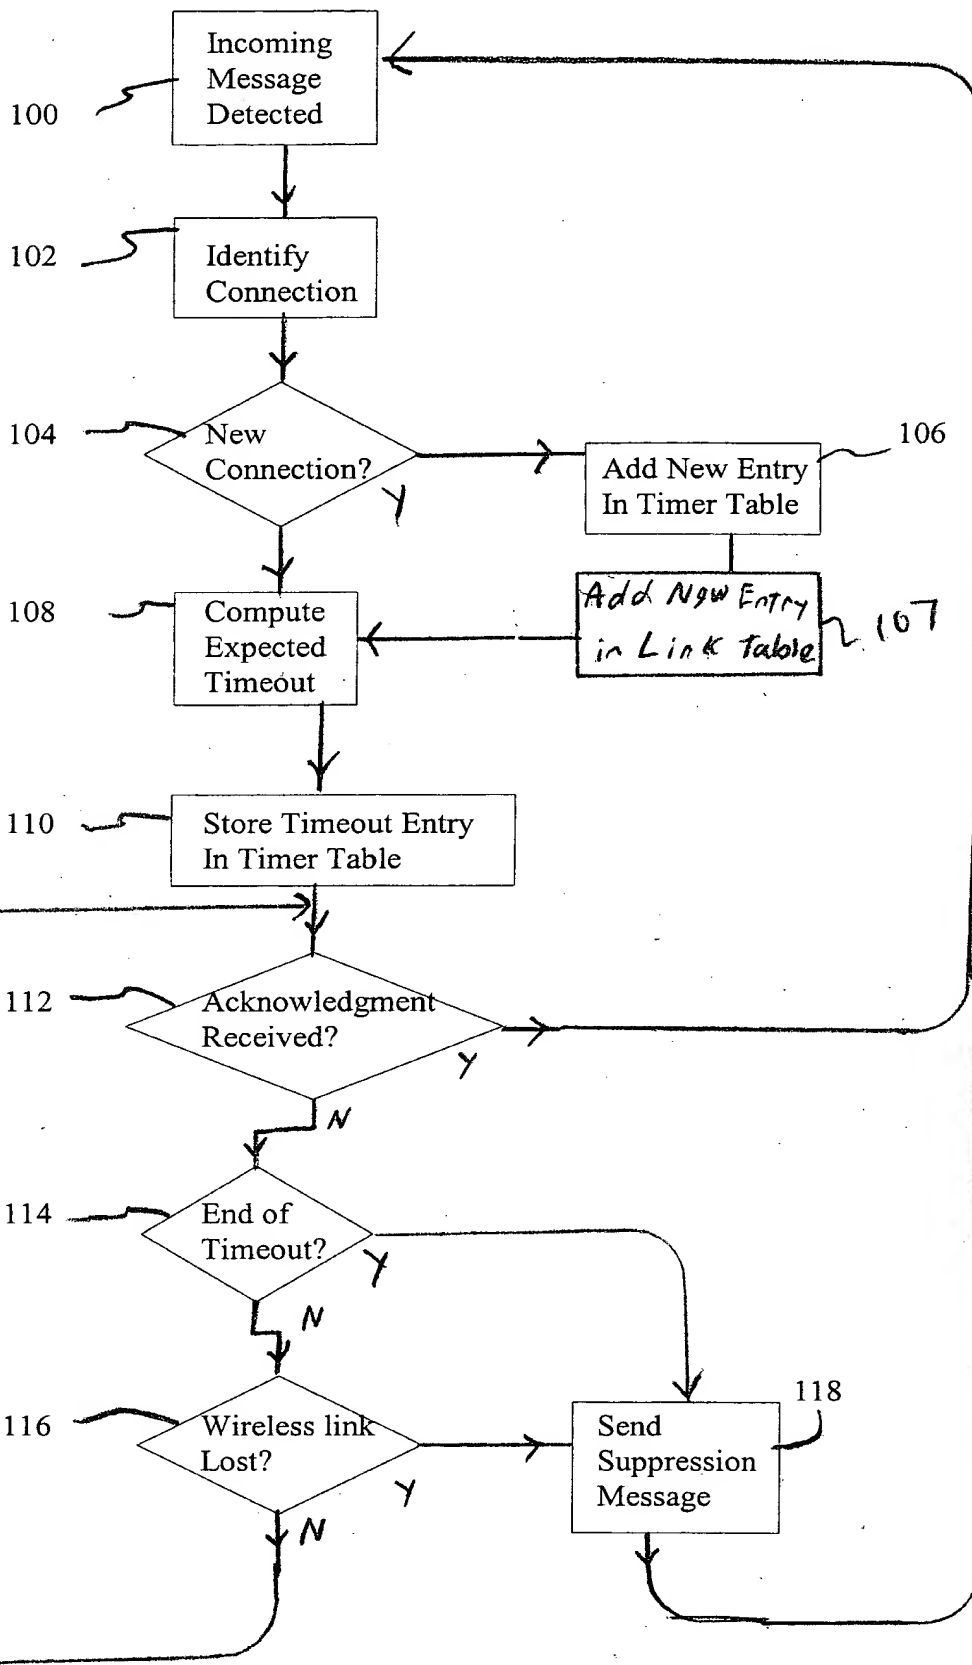 Incoming
Message
Detected
100
102
Identify
Connection
104
New
Connection?
Y
106
Add New Entry
In Timer Table
108
Compute
Expected
Timeout
Add New Entry
in Link Table
107
110
Store Timeout Entry
In Timer Table
112
Acknowledgment
Received?
Y
N
114
End of
Timeout?
Y
N
116
Wireless link
Lost?
Y
N
118
Send
Suppression
Message